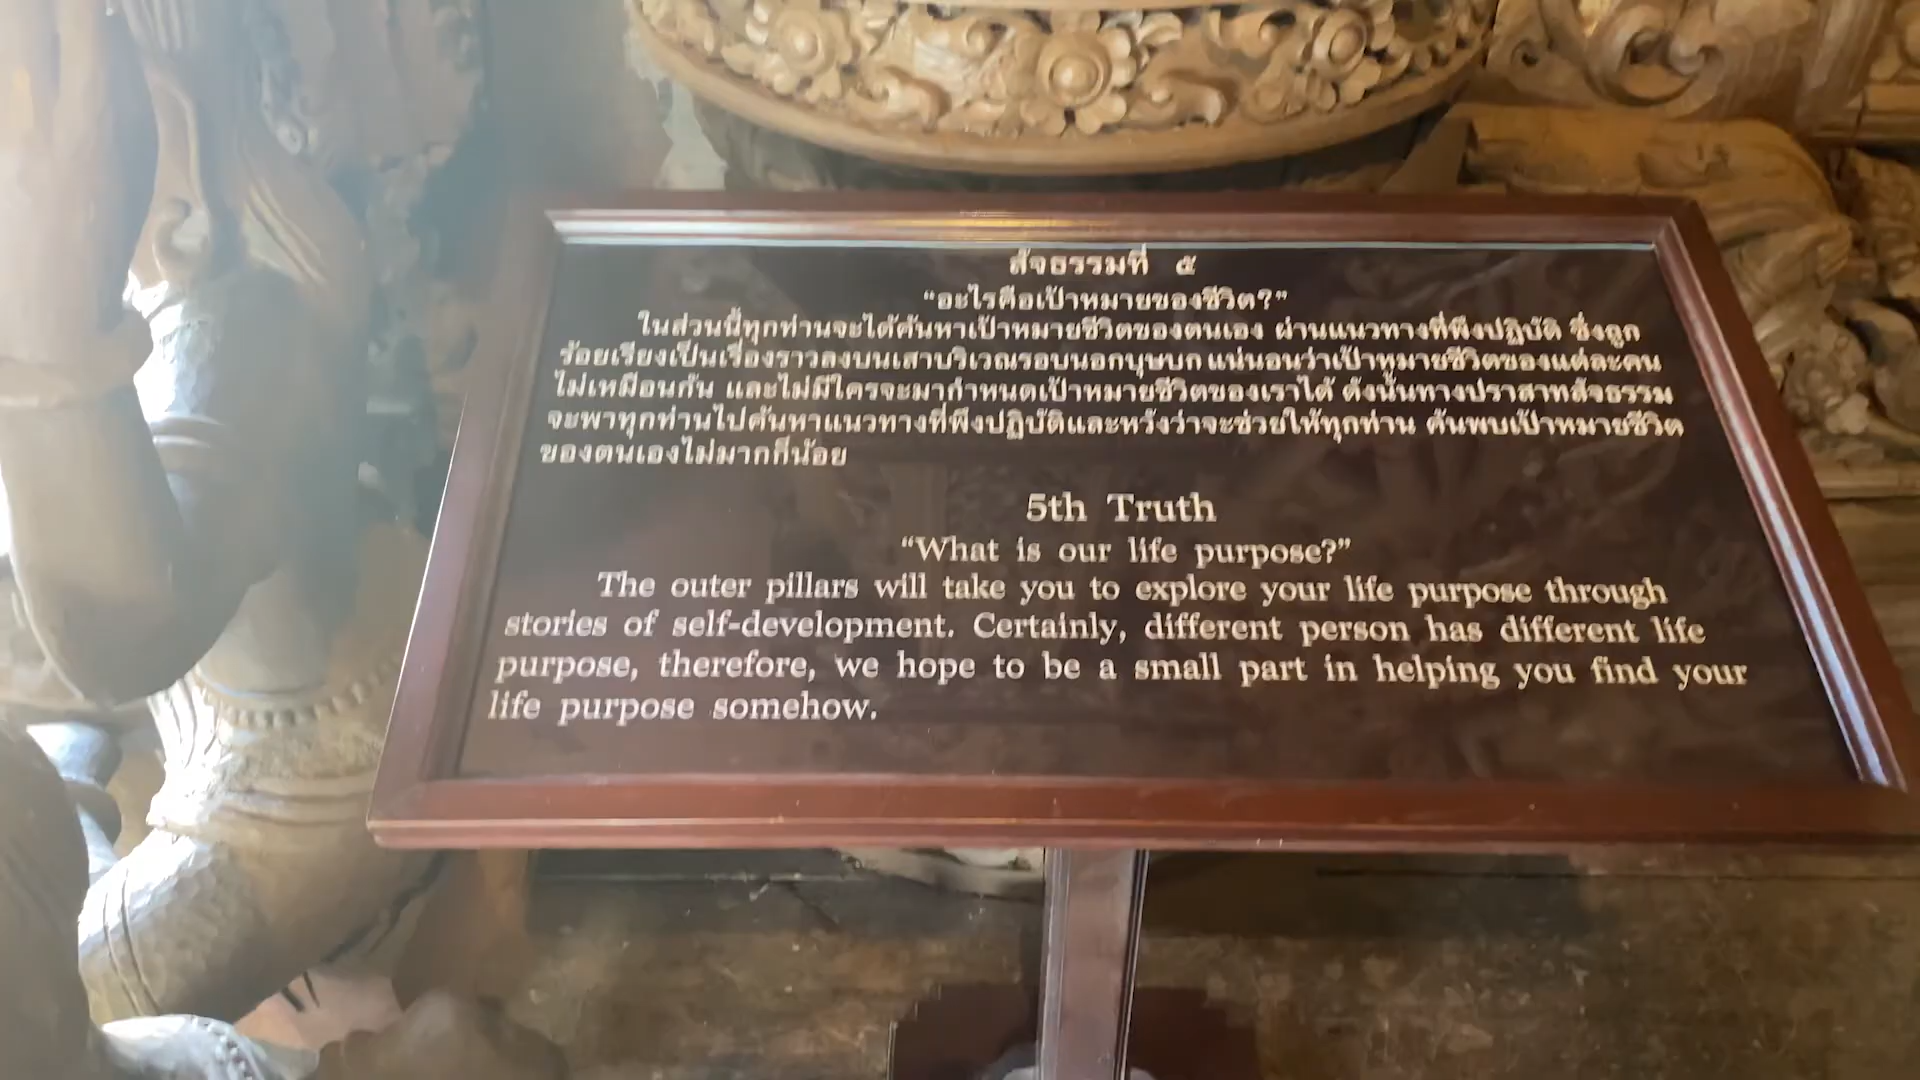 สัจธรรมที่ ๕
“อะไรคือเป้าหมายของชีวิต?”
ในส่วนนี้ทุกท่านจะได้ค้นหาเป้าหมายชีวิตของตนเอง ผ่านแนวทางที่พึงปฏิบัติ ซึ่งถูก
ร้อยเรียงเป็นเรื่องราวลงบนเสาบริเวณรอบนอกบุษบก แน่นอนว่าเป้าหมายชีวิตของแต่ละคน
ไม่เหมือนกัน และไม่มีใครจะมากำหนดเป้าหมายชีวิตของเราได้ ดังนั้นทางปราสาทสัจธรรม
จะพาทุกท่านไปค้นหาแนวทางที่พึงปฏิบัติและหวังว่าจะช่วยให้ทุกท่าน ค้นพบเป้าหมายชีวิต
ของตนเองไม่มากก็น้อย
5th Truth
“What is our life purpose?”
The outer pillars will take you to explore your life purpose through
stories of self-development. Certainly, different person has different life
purpose, therefore, we hope to be a small part in helping you find your
life purpose somehow.